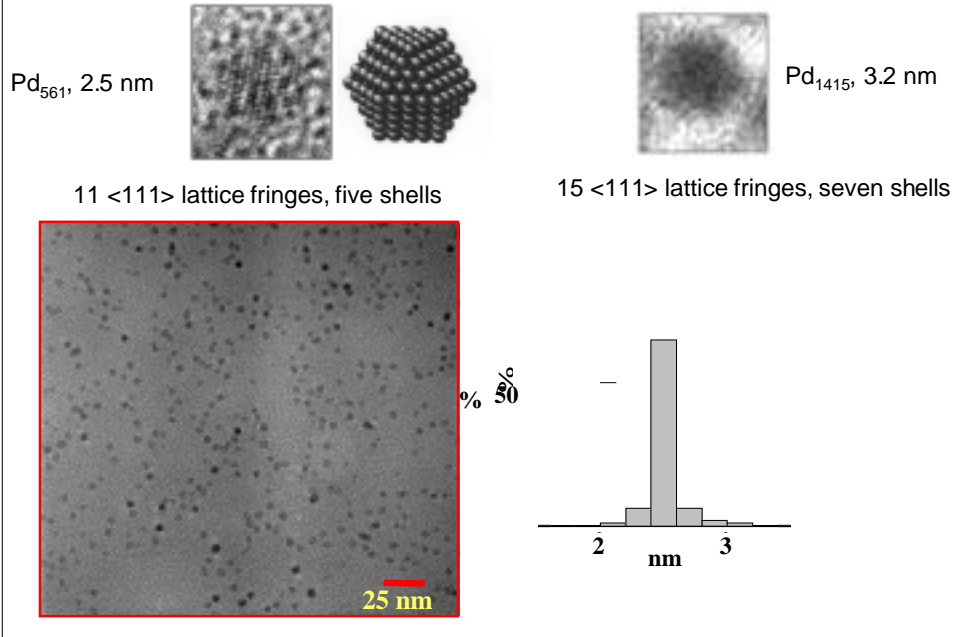 Pd561, 2.5 nm
Pd1415, 3.2 nm
11 <111> lattice fringes, five shells
15 <111> lattice fringes, seven shells
%
%
50
2
3
nm
25 nm